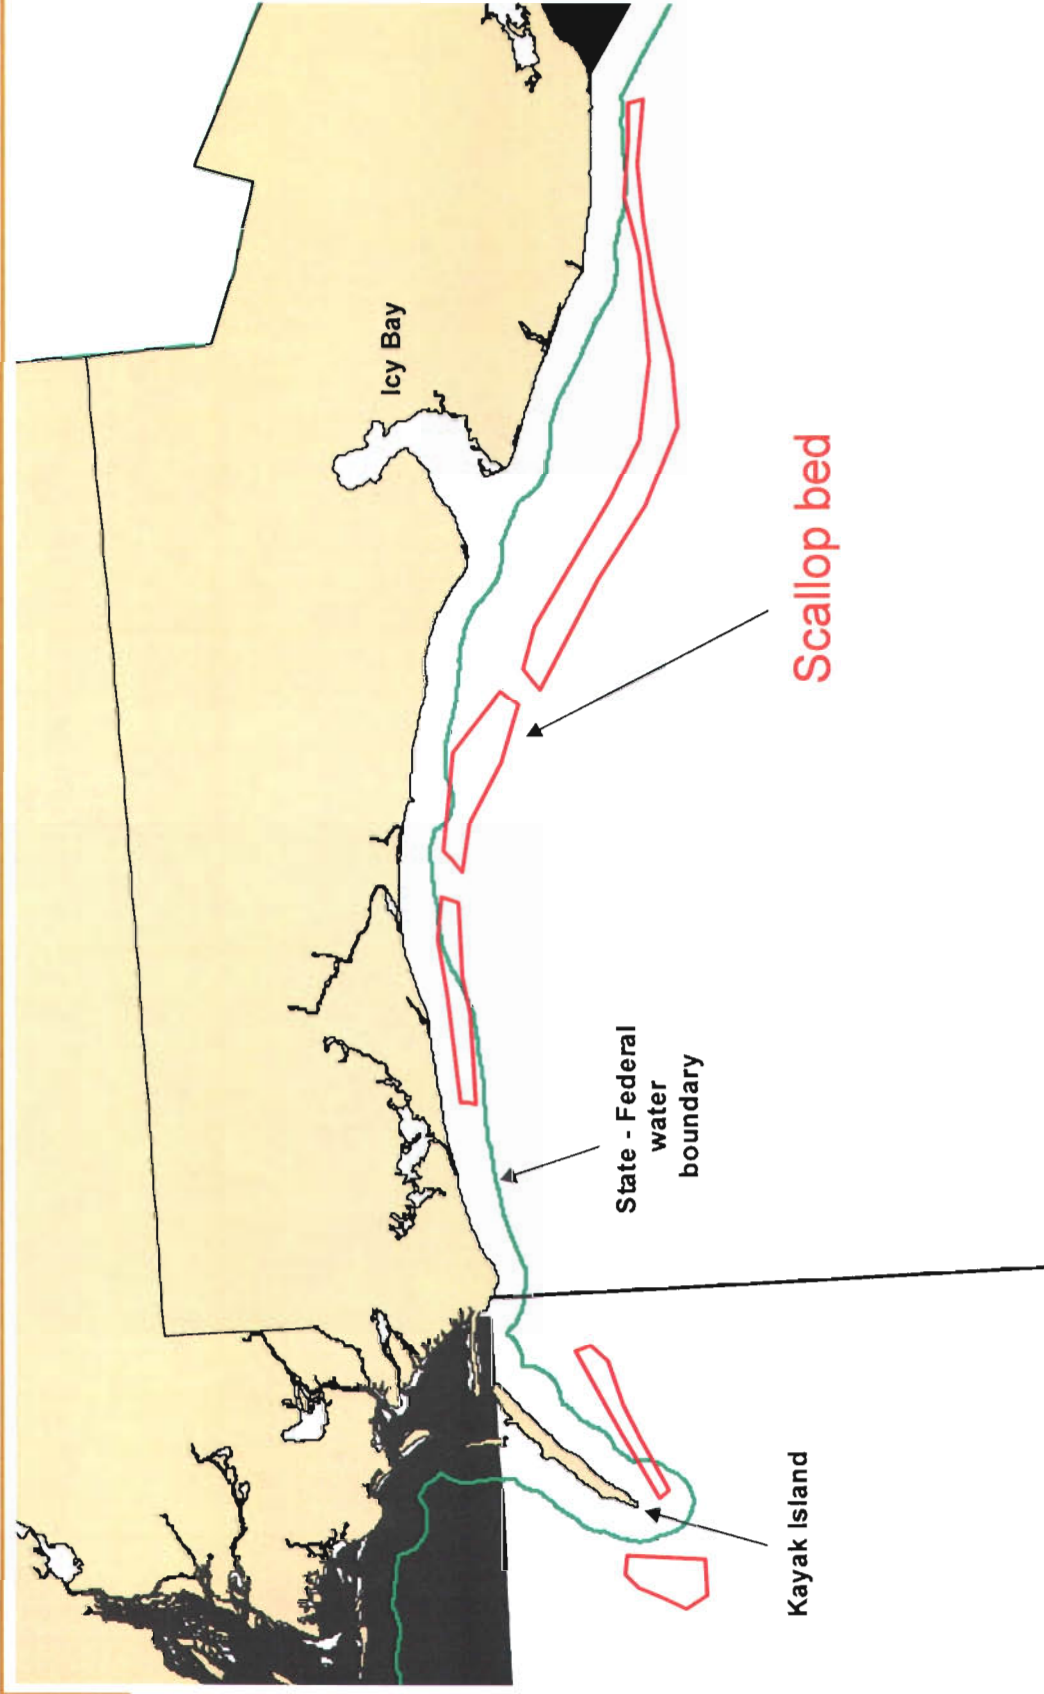 Icy Bay
Scallop bed
State - Federal
water
boundary
Kayak Island